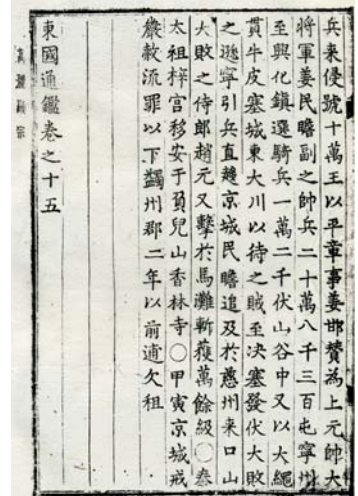 兵来侵號十萬王以平章事姜邯贊為上元帥大
將軍姜民瞻副之帥兵二十萬八千三百屯寧州
至興化鎮選騎兵一萬二千伏山谷中又以大繩
貫牛皮塞城東大川以待之賊至决塞發伏大敗
之遜寧引兵直趨京城民瞻追及於慈州来口山
大敗之侍郎趙元又擊於馬灘斬獲萬餘級○奉
太祖梓宮移安于負兒山香林寺○甲寅京城戒
嚴赦流罪以下蠲州郡二年以前逋欠租
東國通鑑卷之十五